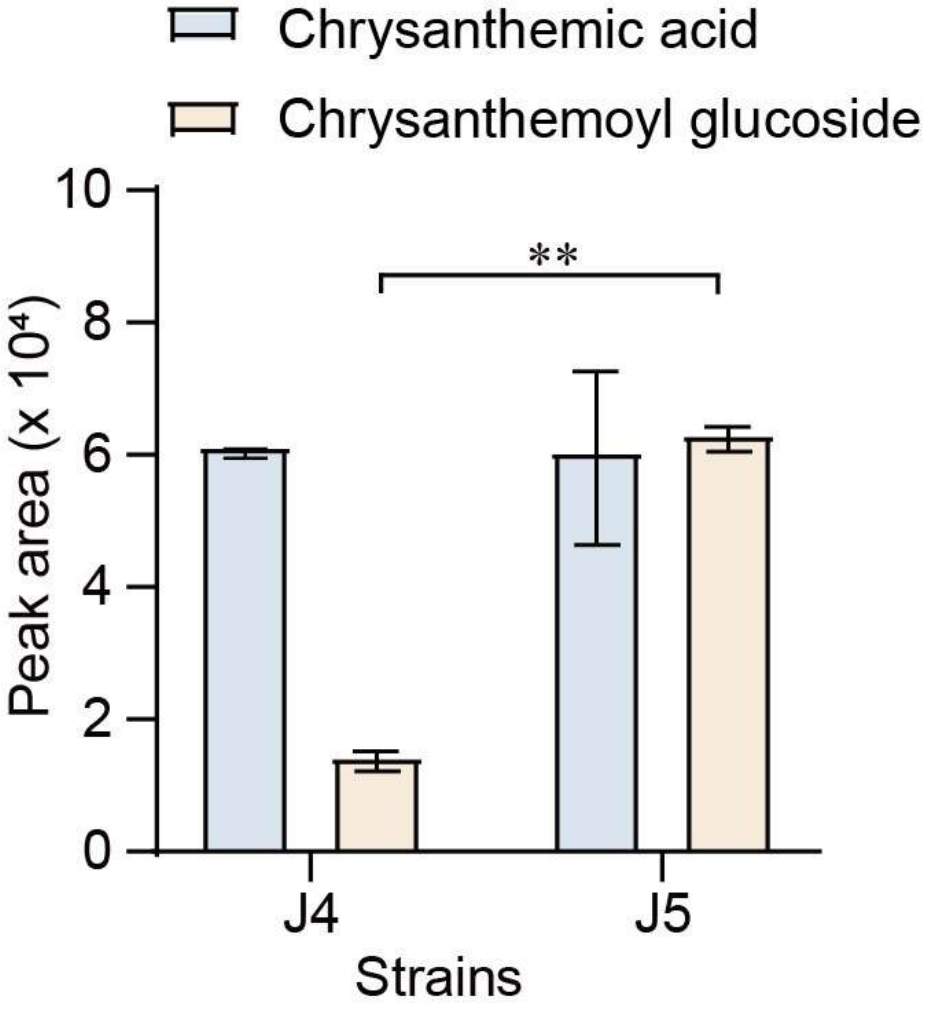 Chrysanthemic acid
Chrysanthemoyl glucoside
10
8
6
4
2
0
Peak area (x 10⁴)
**
J4
J5
Strains